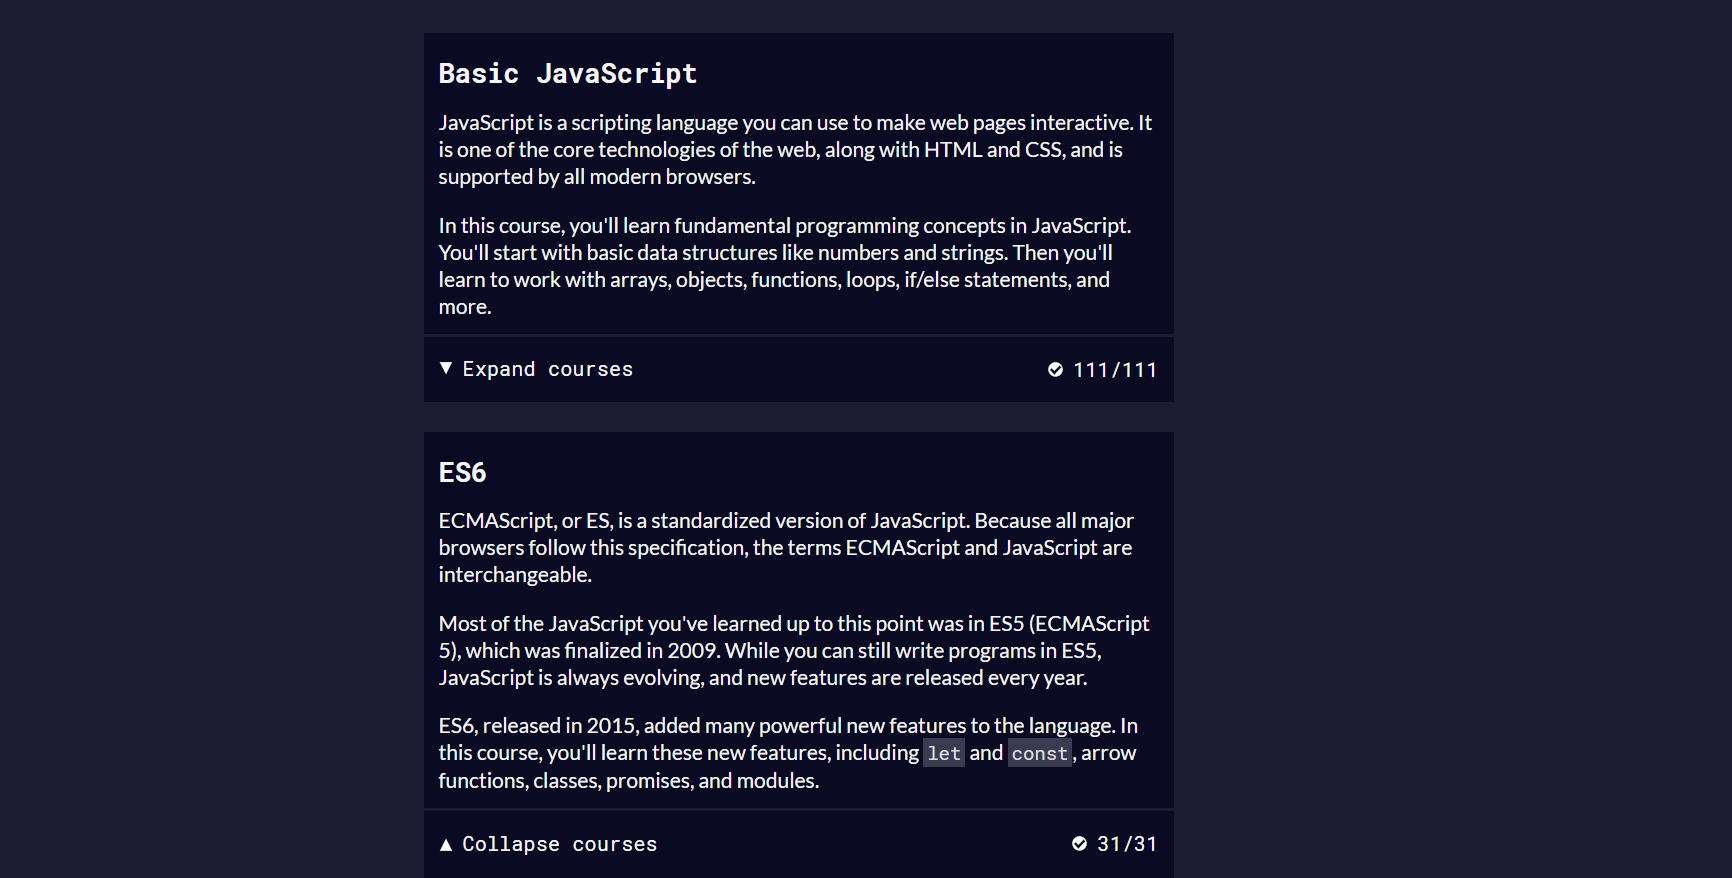 Basic JavaScript
JavaScript is a scripting language you can use to make web pages interactive. It
is one of the core technologies of the web, along with HTML and CSS, and is
supported by all modern browsers.
In this course, you'll learn fundamental programming concepts in JavaScript.
You'll start with basic data structures like numbers and strings. Then you'll
learn to work with arrays, objects, functions, loops, if/else statements, and
more.
▼ Expand courses 111/111
ES6
ECMAScript, or ES, is a standardized version of JavaScript. Because all major
browsers follow this specification, the terms ECMAScript and JavaScript are
interchangeable.
Most of the JavaScript you've learned up to this point was in ES5 (ECMAScript
5), which was finalized in 2009. While you can still write programs in ES5,
JavaScript is always evolving, and new features are released every year.
ES6, released in 2015, added many powerful new features to the language. In
this course, you'll learn these new features, including let and const, arrow
functions, classes, promises, and modules.
▲ Collapse courses 31/31